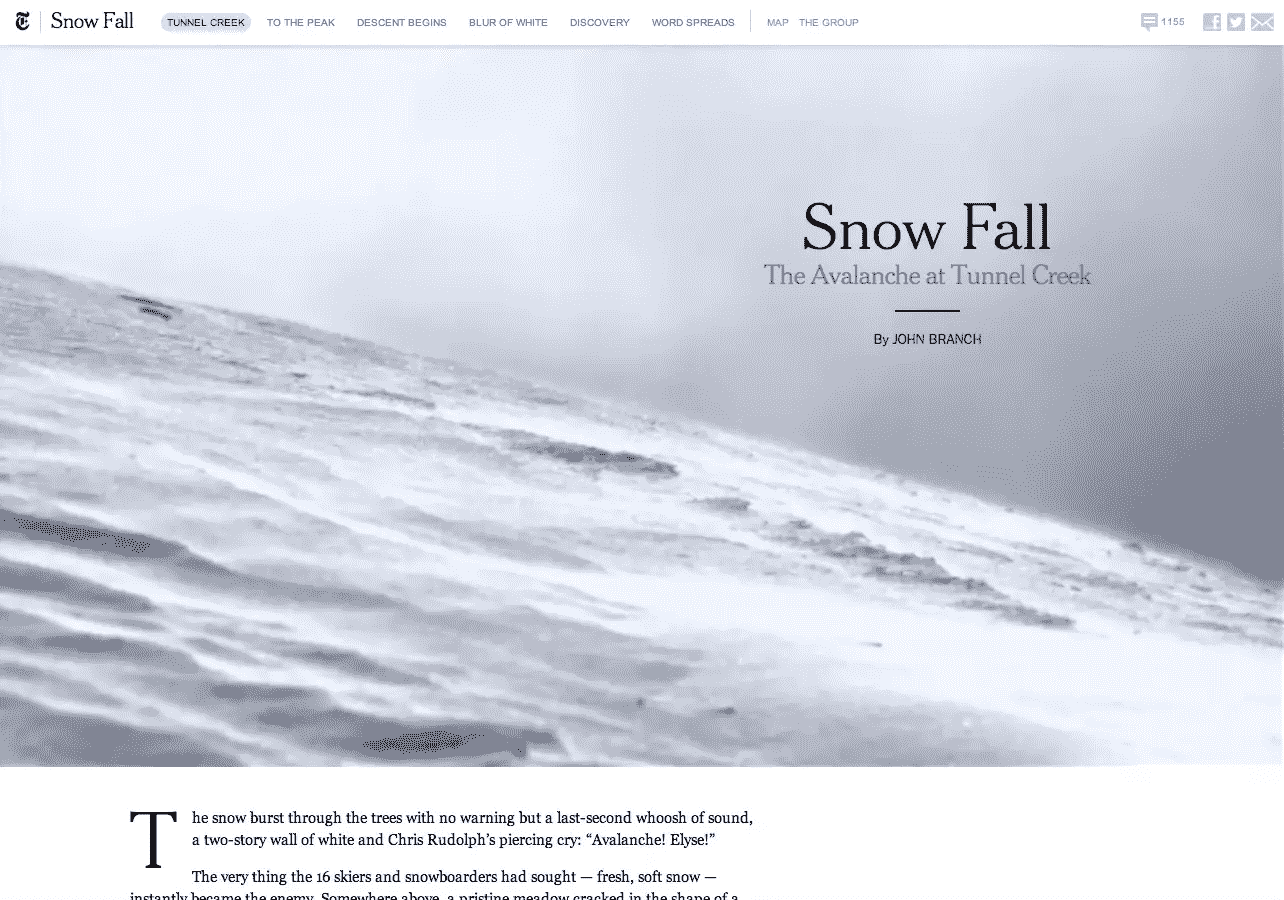 Snow Fall TUNNEL CREEK TO THE PEAK DESCENT BEGINS BLUR OF WHITE DISCOVERY WORD SPREADS MAP THE GROUP 1155
Snow Fall
The Avalanche at Tunnel Creek
By JOHN BRANCH
The snow burst through the trees with no warning but a last-second whoosh of sound,
a two-story wall of white and Chris Rudolph’s piercing cry: “Avalanche! Elyse!”
The very thing the 16 skiers and snowboarders had sought — fresh, soft snow —
instantly became the enemy. Somewhere above, a pristine meadow cracked in the shape of a